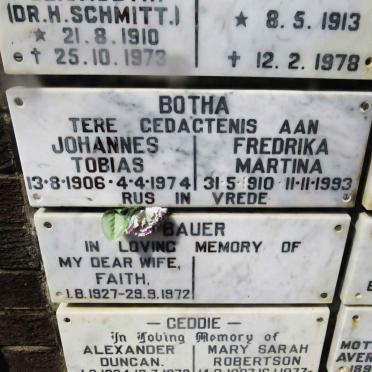 (DR.H.SCHMITT.)
★ 21.8.1910
✝ 25.10.1973
★ 8.5.1913
✝ 12.2.1978
BOTHA
TERE GEDACTENIS AAN
JOHANNES
TOBIAS
13·8·1906 - 4·4·1974
FREDRIKA
MARTINA
31·5·1910 11·11·1993
RUS IN VREDE
BAUER
IN LOVING MEMORY OF
MY DEAR WIFE,
FAITH,
1.8.1927-29.9.1972
— GEDDIE —
In Loving Memory of
ALEXANDER
DUNCAN.
MARY SARAH
ROBERTSON
MOT
AVER